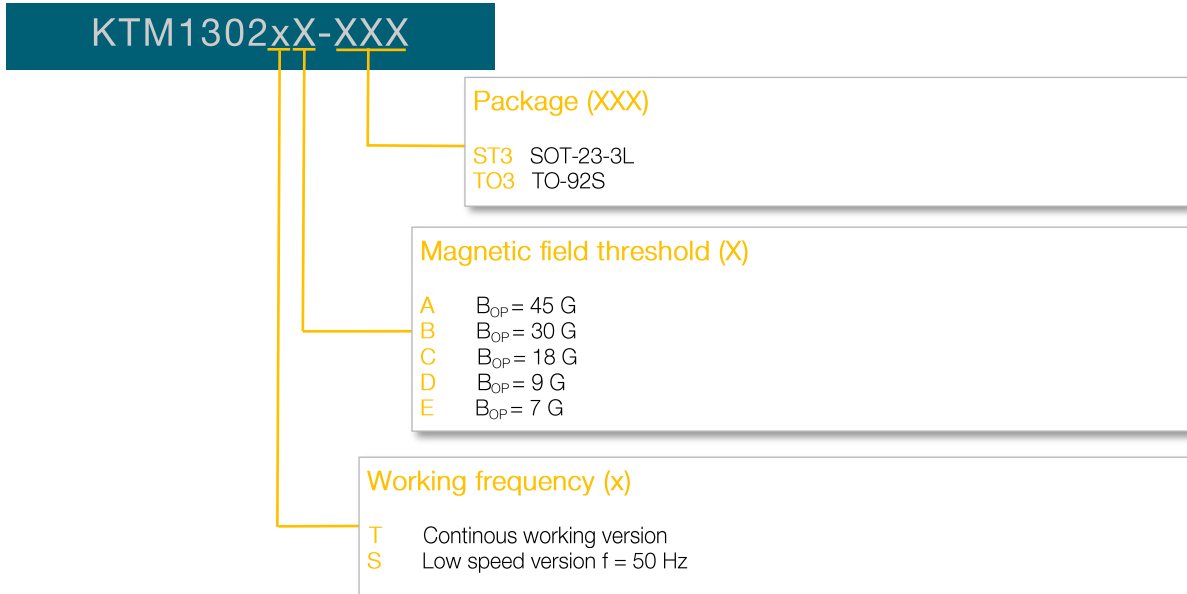 KTM1302xX-XXX
Package (XXX)
ST3 SOT-23-3L
TO3 TO-92S
Magnetic field threshold (X)
A BOP = 45 G
B BOP = 30 G
C BOP = 18 G
D BOP = 9 G
E BOP = 7 G
Working frequency (x)
T Continous working version
S Low speed version f = 50 Hz